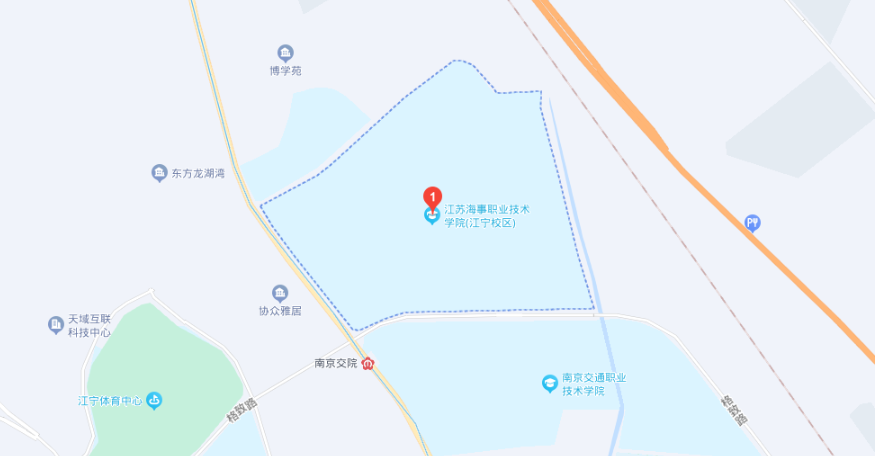 博学苑
东方龙湖湾
1
江苏海事职业技术
学院(江宁校区)
协众雅居
天域互联
科技中心
南京交院
南京交通职业
技术学院
江宁体育中心
格致路
格致路
P